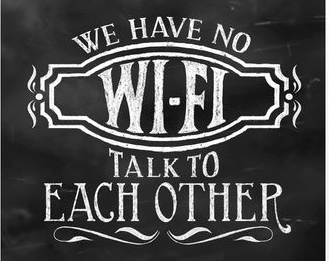 WE HAVE NO
WI-FI
TALK TO
EACH OTHER